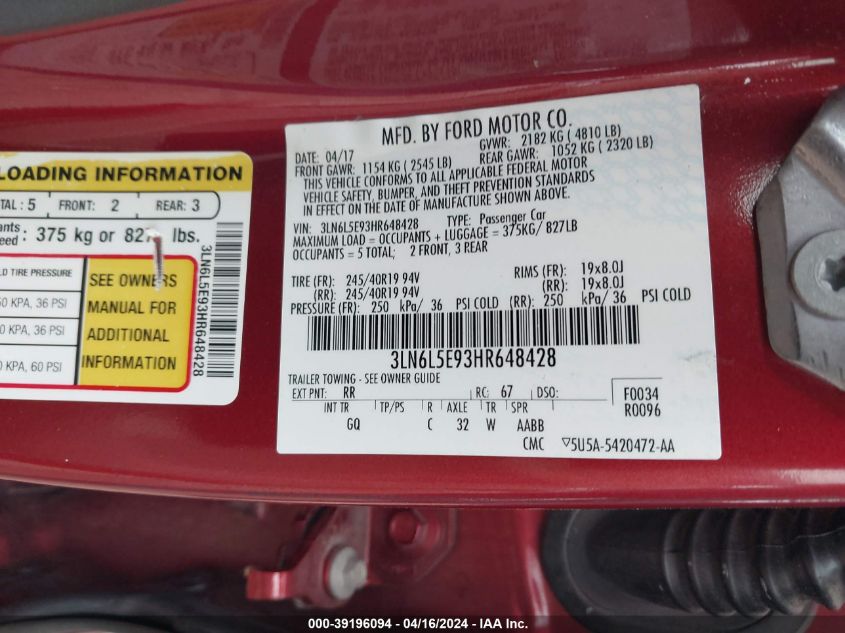 LOADING INFORMATION
TAL : 5 FRONT: 2 REAR: 3
: 375 kg or 827 lbs.
LD TIRE PRESSURE
0 KPA, 36 PSI
0 KPA, 36 PSI
0 KPA, 60 PSI
SEE OWNERS
MANUAL FOR
ADDITIONAL
INFORMATION
3LN6L5E93HR648428
MFD. BY FORD MOTOR CO.
DATE: 04/17 GVWR: 2182 KG ( 4810 LB)
FRONT GAWR: 1154 KG ( 2545 LB) REAR GAWR: 1052 KG ( 2320 LB)
THIS VEHICLE CONFORMS TO ALL APPLICABLE FEDERAL MOTOR
VEHICLE SAFETY, BUMPER, AND THEFT PREVENTION STANDARDS
IN EFFECT ON THE DATE OF MANUFACTURE SHOWN ABOVE.
VIN: 3LN6L5E93HR648428 TYPE: Passenger Car
MAXIMUM LOAD = OCCUPANTS + LUGGAGE = 375KG/ 827LB
OCCUPANTS = 5 TOTAL; 2 FRONT, 3 REAR
TIRE (FR): 245/40R19 94V RIMS (FR): 19x8.0J
(RR): 245/40R19 94V (RR): 19x8.0J
PRESSURE (FR): 250 kPa/ 36 PSI COLD (RR): 250 kPa/ 36 PSI COLD
3LN6L5E93HR648428
TRAILER TOWING - SEE OWNER GUIDE
EXT PNT: RR RC: 67 DSO:
F0034
R0096
INT TR TP/PS R AXLE TR SPR
GQ C 32 W AABB
CMC ▽5U5A-5420472-AA
000-39196094 - 04/16/2024 - IAA Inc.